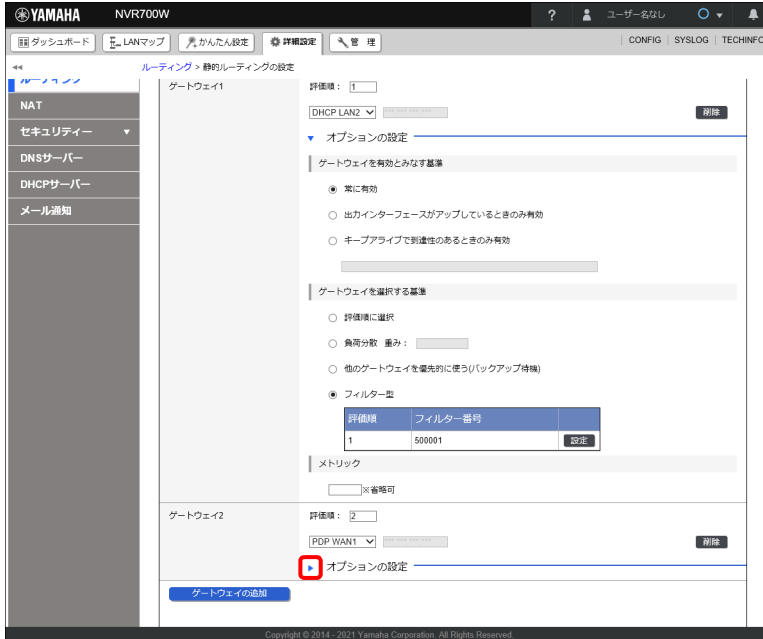 YAMAHA NVR700W ? ユーザー名なし
ダッシュボード LANマップ かんたん設定 詳細設定 管 理 CONFIG SYSLOG TECHINFO
ルーティング > 静的ルーティングの設定
ルーティング
NAT
セキュリティー
DNSサーバー
DHCPサーバー
メール通知
ゲートウェイ1 評価順： 1
DHCP LAN2 削除
オプションの設定
ゲートウェイを有効とみなす基準
常に有効
出力インターフェースがアップしているときのみ有効
キープアライブで到達性のあるときのみ有効
ゲートウェイを選択する基準
評価順に選択
負荷分散 重み：
他のゲートウェイを優先的に使う(バックアップ待機)
フィルター型
評価順 フィルター番号
1 500001 設定
メトリック
※省略可
ゲートウェイ2 評価順： 2
PDP WAN1 削除
オプションの設定
ゲートウェイの追加
Copyright © 2014 - 2021 Yamaha Corporation. All Rights Reserved.